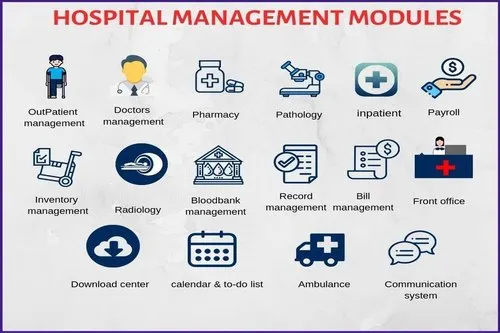 HOSPITAL MANAGEMENT MODULES
OutPatient
management
Doctors
management
Pharmacy
Pathology
inpatient
Payroll
Inventory
management
Radiology
Bloodbank
management
Record
management
Bill
management
Front office
Download center
calendar & to-do list
Ambulance
Communication
system